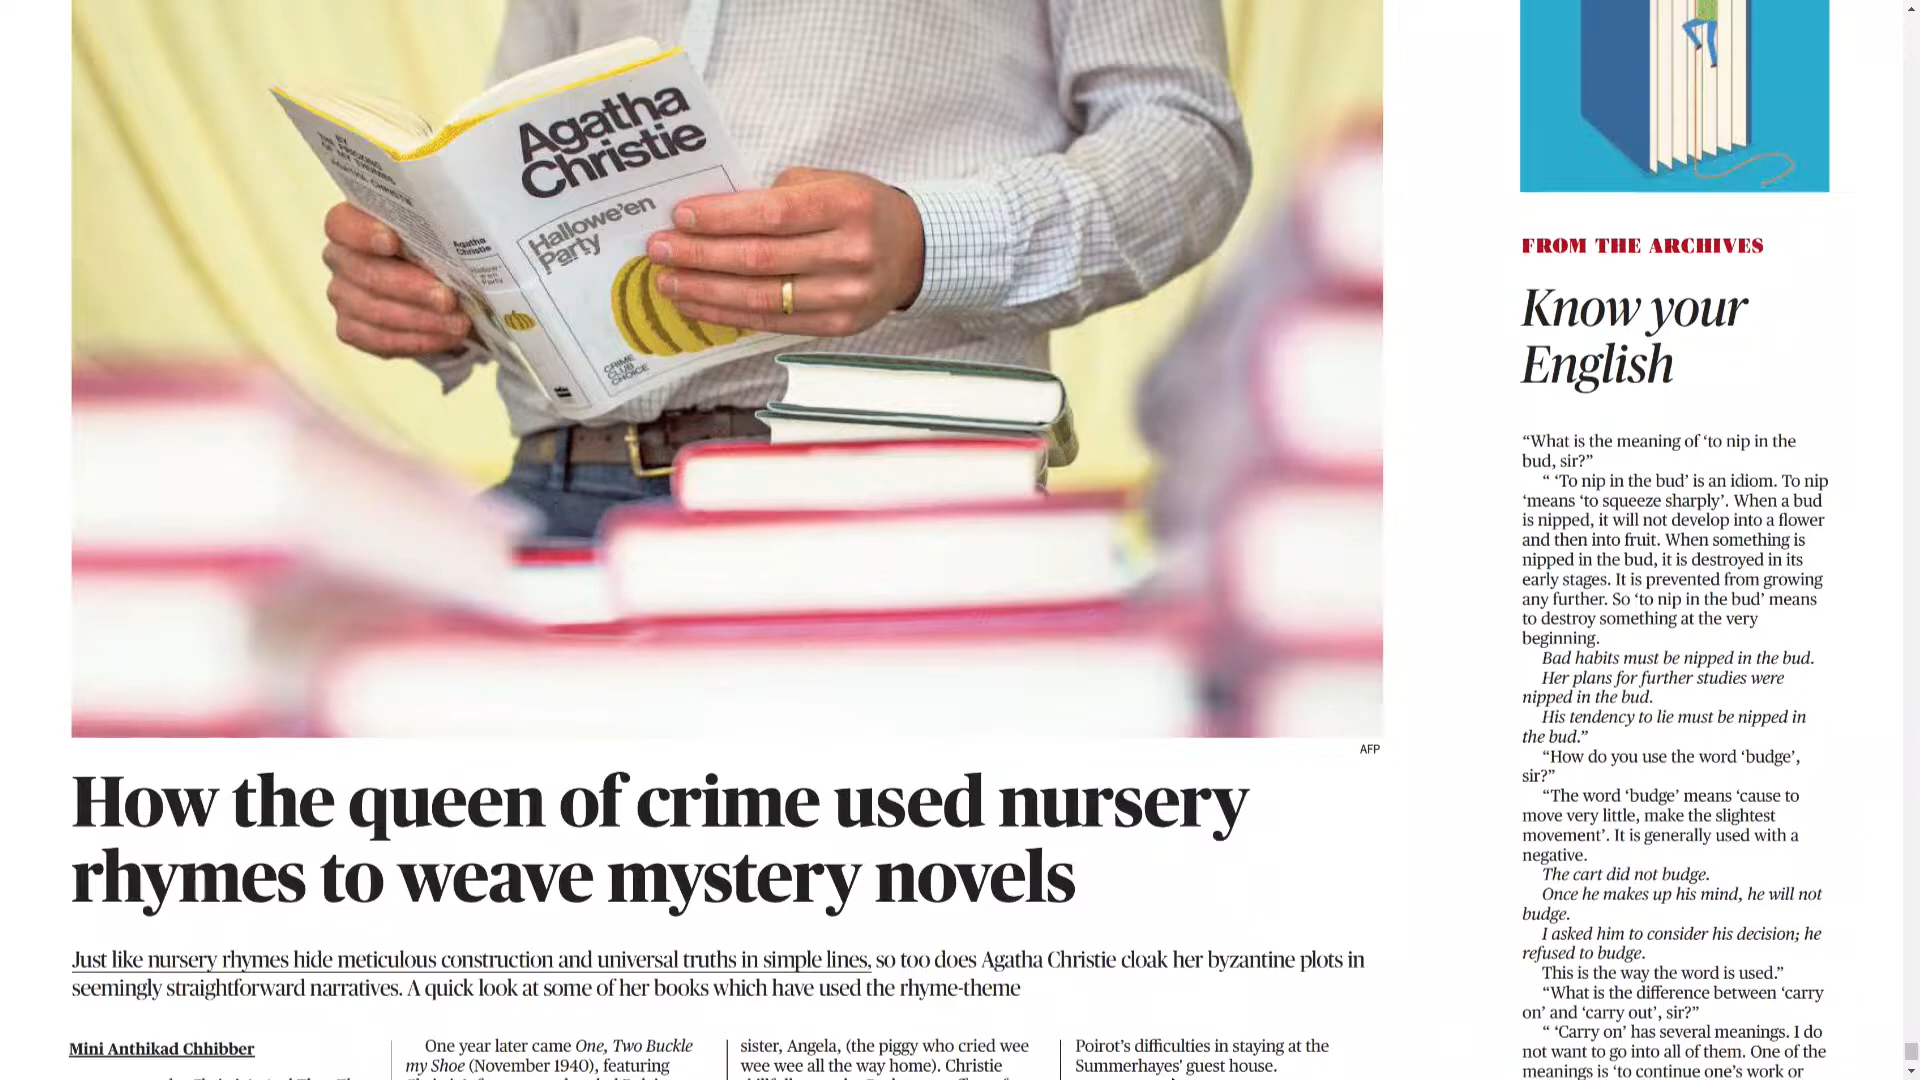 Agatha
Christie
Hallowe'en
Party
CRIME
CLUB
CHOICE
BY
THE PRICKING
OF MY THUMBS
AGATHA CHRISTIE
Agatha
Christie
Hallow-
e'en
Party
AFP
How the queen of crime used nursery
rhymes to weave mystery novels
Just like nursery rhymes hide meticulous construction and universal truths in simple lines, so too does Agatha Christie cloak her byzantine plots in
seemingly straightforward narratives. A quick look at some of her books which have used the rhyme-theme
Mini Anthikad Chhibber
One year later came One, Two Buckle
my Shoe (November 1940), featuring
sister, Angela, (the piggy who cried wee
wee wee all the way home). Christie
Poirot's difficulties in staying at the
Summerhayes' guest house.
FROM THE ARCHIVES
Know your
English
“What is the meaning of ‘to nip in the
bud, sir?”
“ ‘To nip in the bud’ is an idiom. To nip
‘means ‘to squeeze sharply’. When a bud
is nipped, it will not develop into a flower
and then into fruit. When something is
nipped in the bud, it is destroyed in its
early stages. It is prevented from growing
any further. So ‘to nip in the bud’ means
to destroy something at the very
beginning.
Bad habits must be nipped in the bud.
Her plans for further studies were
nipped in the bud.
His tendency to lie must be nipped in
the bud.”
“How do you use the word ‘budge’,
sir?”
“The word ‘budge’ means ‘cause to
move very little, make the slightest
movement’. It is generally used with a
negative.
The cart did not budge.
Once he makes up his mind, he will not
budge.
I asked him to consider his decision; he
refused to budge.
This is the way the word is used.”
“What is the difference between ‘carry
on’ and ‘carry out’, sir?”
“ ‘Carry on’ has several meanings. I do
not want to go into all of them. One of the
meanings is ‘to continue one’s work or